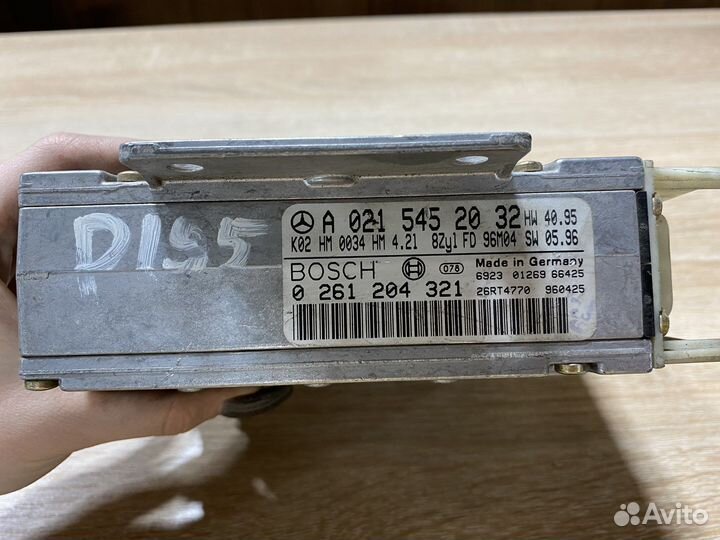 D155
A 021 545 20 32 HW 40.95
K02 HM 0034 HM 4.21 8Zyl FD 96M04 SW 05.96
BOSCH 078 Made in Germany
6923 01269 66425
0 261 204 321 26RT4770 960425
Avito